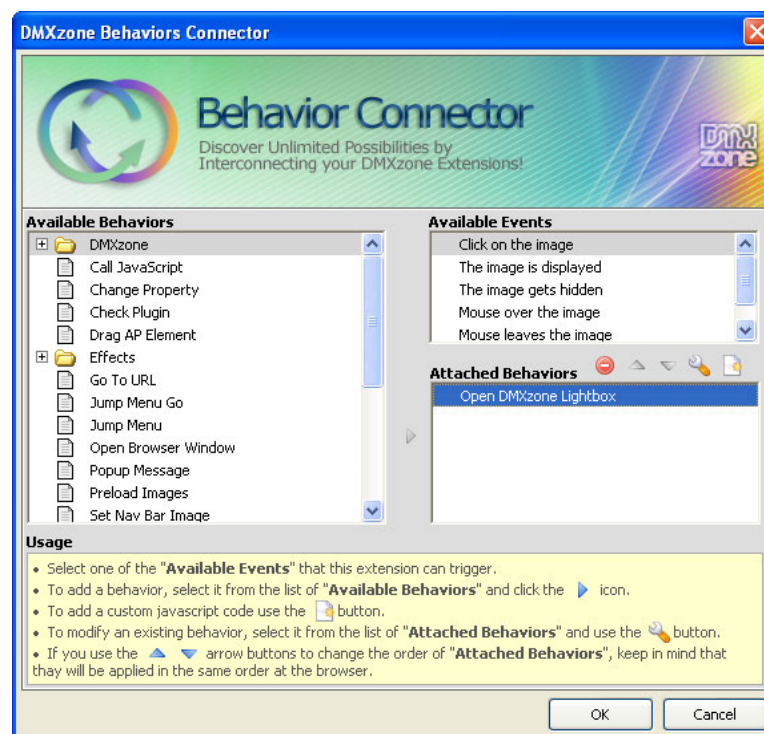 DMXzone Behaviors Connector
Behavior Connector
Discover Unlimited Possibilities by
Interconnecting your DMXzone Extensions!
DMX
zone
Available Behaviors
DMXzone
Call JavaScript
Change Property
Check Plugin
Drag AP Element
Effects
Go To URL
Jump Menu Go
Jump Menu
Open Browser Window
Popup Message
Preload Images
Set Nav Bar Image
Available Events
Click on the image
The image is displayed
The image gets hidden
Mouse over the image
Mouse leaves the image
Attached Behaviors
Open DMXzone Lightbox
Usage
• Select one of the "Available Events" that this extension can trigger.
• To add a behavior, select it from the list of "Available Behaviors" and click the icon.
• To add a custom javascript code use the button.
• To modify an existing behavior, select it from the list of "Attached Behaviors" and use the button.
• If you use the arrow buttons to change the order of "Attached Behaviors", keep in mind that
thay will be applied in the same order at the browser.
OK
Cancel